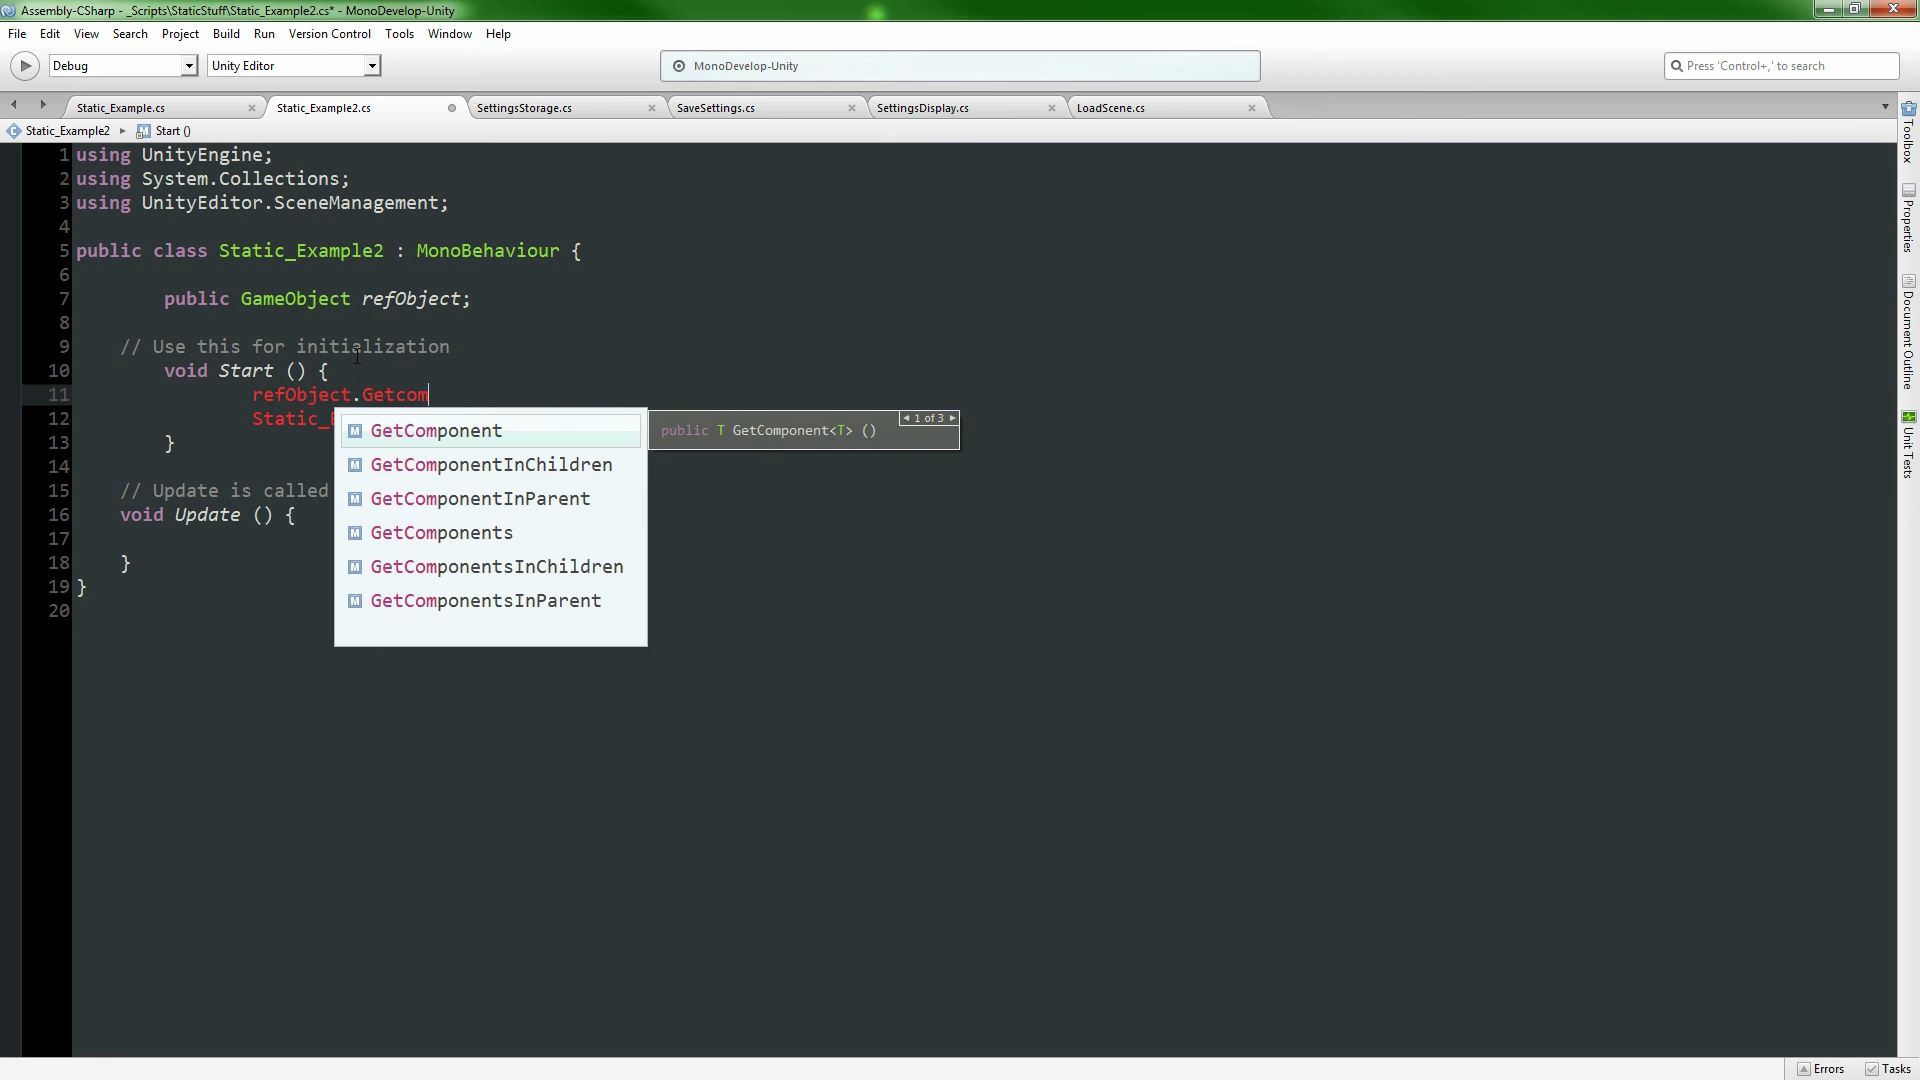 Assembly-CSharp - _Scripts\StaticStuff\Static_Example2.cs* - MonoDevelop-Unity
File Edit View Search Project Build Run Version Control Tools Window Help
Debug Unity Editor MonoDevelop-Unity Press 'Control+,' to search
Static_Example.cs Static_Example2.cs SettingsStorage.cs SaveSettings.cs SettingsDisplay.cs LoadScene.cs
Static_Example2 Start ()
1 using UnityEngine;
2 using System.Collections;
3 using UnityEditor.SceneManagement;
4
5 public class Static_Example2 : MonoBehaviour {
6
7 public GameObject refObject;
8
9 // Use this for initialization
10 void Start () {
11 refObject.Getcom
12 Static_
13 }
14
15 // Update is called
16 void Update () {
17
18 }
19 }
20
GetComponent
GetComponentInChildren
GetComponentInParent
GetComponents
GetComponentsInChildren
GetComponentsInParent
1 of 3
public T GetComponent<T> ()
Toolbox
Properties
Document Outline
Unit Tests
Errors Tasks